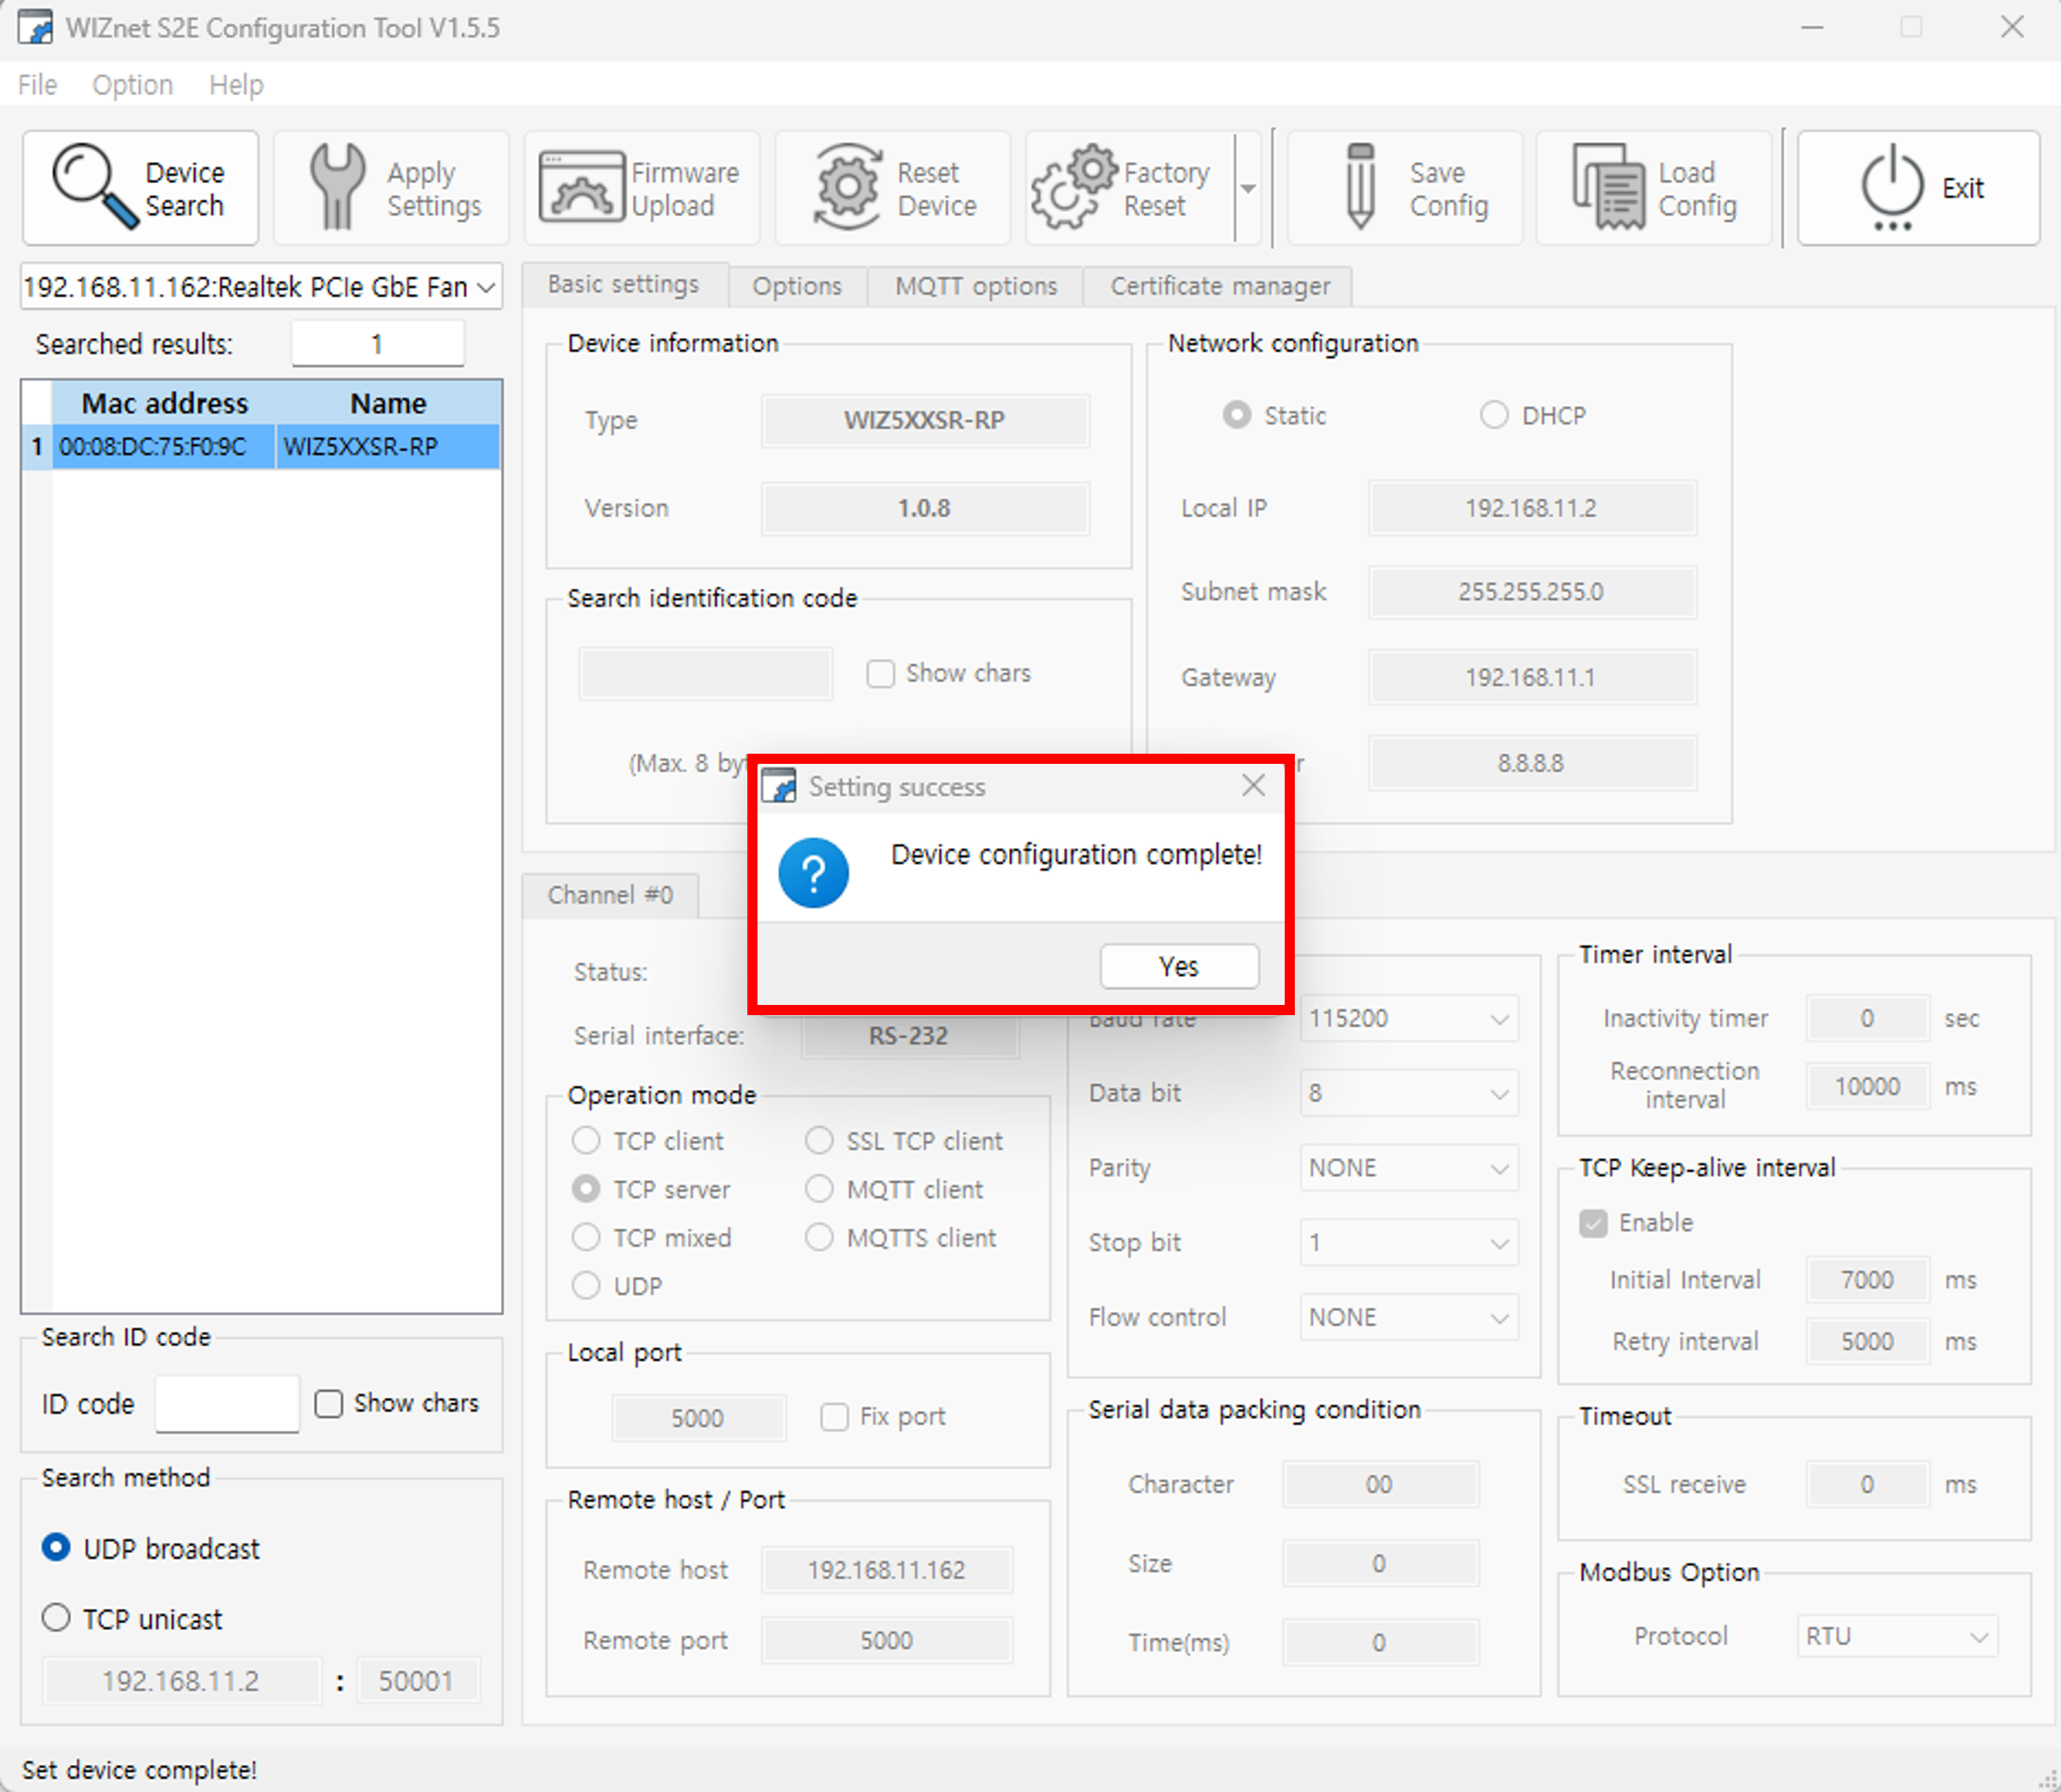 WIZnet S2E Configuration Tool V1.5.5
File Option Help
Device Search
Apply Settings
Firmware Upload
Reset Device
Factory Reset
Save Config
Load Config
Exit
192.168.11.162:Realtek PCIe GbE Fan
Searched results: 1
Mac address Name
1 00:08:DC:75:F0:9C WIZ5XXSR-RP
Search ID code
ID code Show chars
Search method
UDP broadcast
TCP unicast
192.168.11.2 : 50001
Basic settings Options MQTT options Certificate manager
Device information
Type WIZ5XXSR-RP
Version 1.0.8
Search identification code
Show chars
(Max. 8
Network configuration
Static DHCP
Local IP 192.168.11.2
Subnet mask 255.255.255.0
Gateway 192.168.11.1
8.8.8.8
Setting success
Device configuration complete!
Yes
Channel #0
Status:
Serial interface: RS-232
Operation mode
TCP client SSL TCP client
TCP server MQTT client
TCP mixed MQTTS client
UDP
Local port
5000 Fix port
Remote host / Port
Remote host 192.168.11.162
Remote port 5000
Baud rate 115200
Data bit 8
Parity NONE
Stop bit 1
Flow control NONE
Serial data packing condition
Character 00
Size 0
Time(ms) 0
Timer interval
Inactivity timer 0 sec
Reconnection
interval 10000 ms
TCP Keep-alive interval
Enable
Initial Interval 7000 ms
Retry interval 5000 ms
Timeout
SSL receive 0 ms
Modbus Option
Protocol RTU
Set device complete!